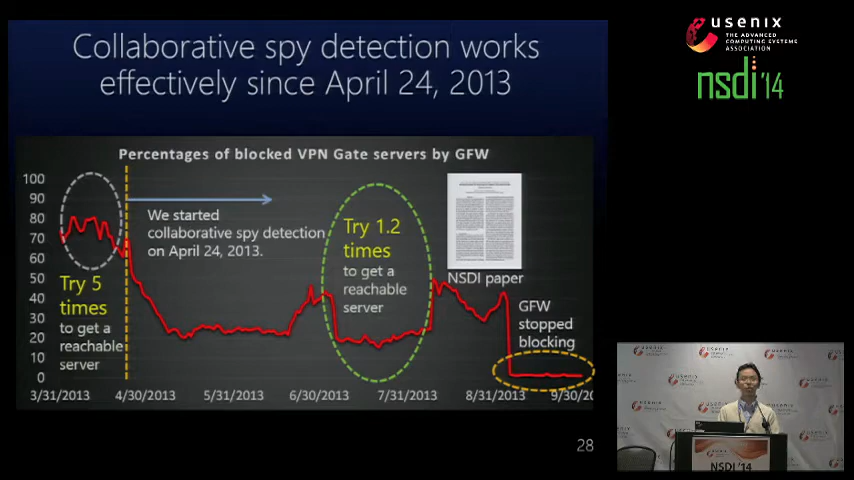 Collaborative spy detection works
effectively since April 24, 2013
usenix
THE ADVANCED
COMPUTING SYSTEMS
ASSOCIATION
nsdi '14
Percentages of blocked VPN Gate servers by GFW
100
90
80
70
60
50
40
30
20
10
0
We started
collaborative spy detection
on April 24, 2013.
Try 5
times
to get a
reachable
server
Try 1.2
times
to get a
reachable
server
NSDI paper
GFW
stopped
blocking
3/31/2013 4/30/2013 5/31/2013 6/30/2013 7/31/2013 8/31/2013 9/30/20
28
usenix
NSDI '14